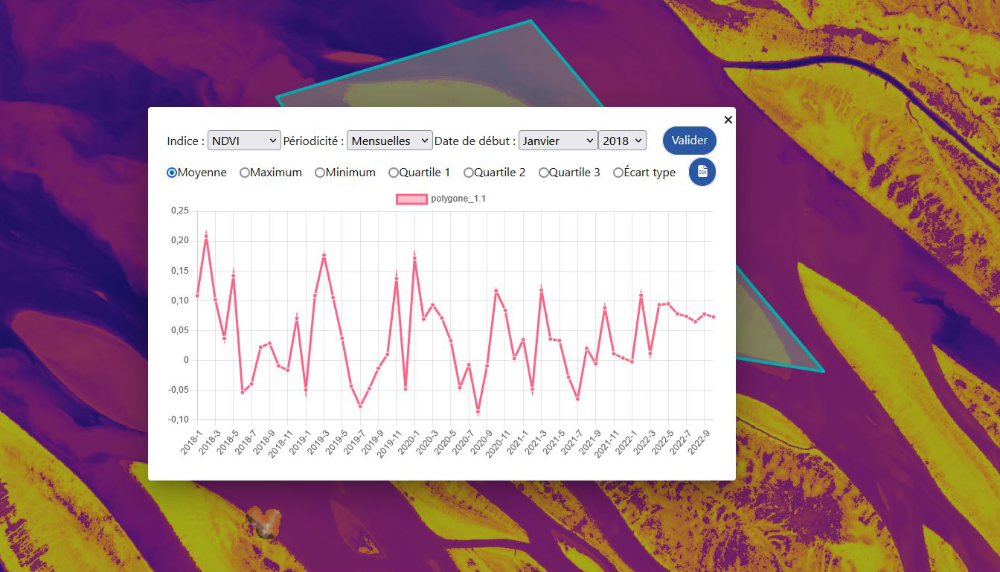 ×
Indice : NDVI Périodicité : Mensuelles Date de début : Janvier 2018 Valider
Moyenne Maximum Minimum Quartile 1 Quartile 2 Quartile 3 Écart type CSV
polygone_1.1
0,25
0,20
0,15
0,10
0,05
0
-0,05
-0,10
2018-1 2018-3 2018-5 2018-7 2018-9 2018-11 2019-1 2019-3 2019-5 2019-7 2019-9 2019-11 2020-1 2020-3 2020-5 2020-7 2020-9 2020-11 2021-1 2021-3 2021-5 2021-7 2021-9 2021-11 2022-1 2022-3 2022-5 2022-7 2022-9